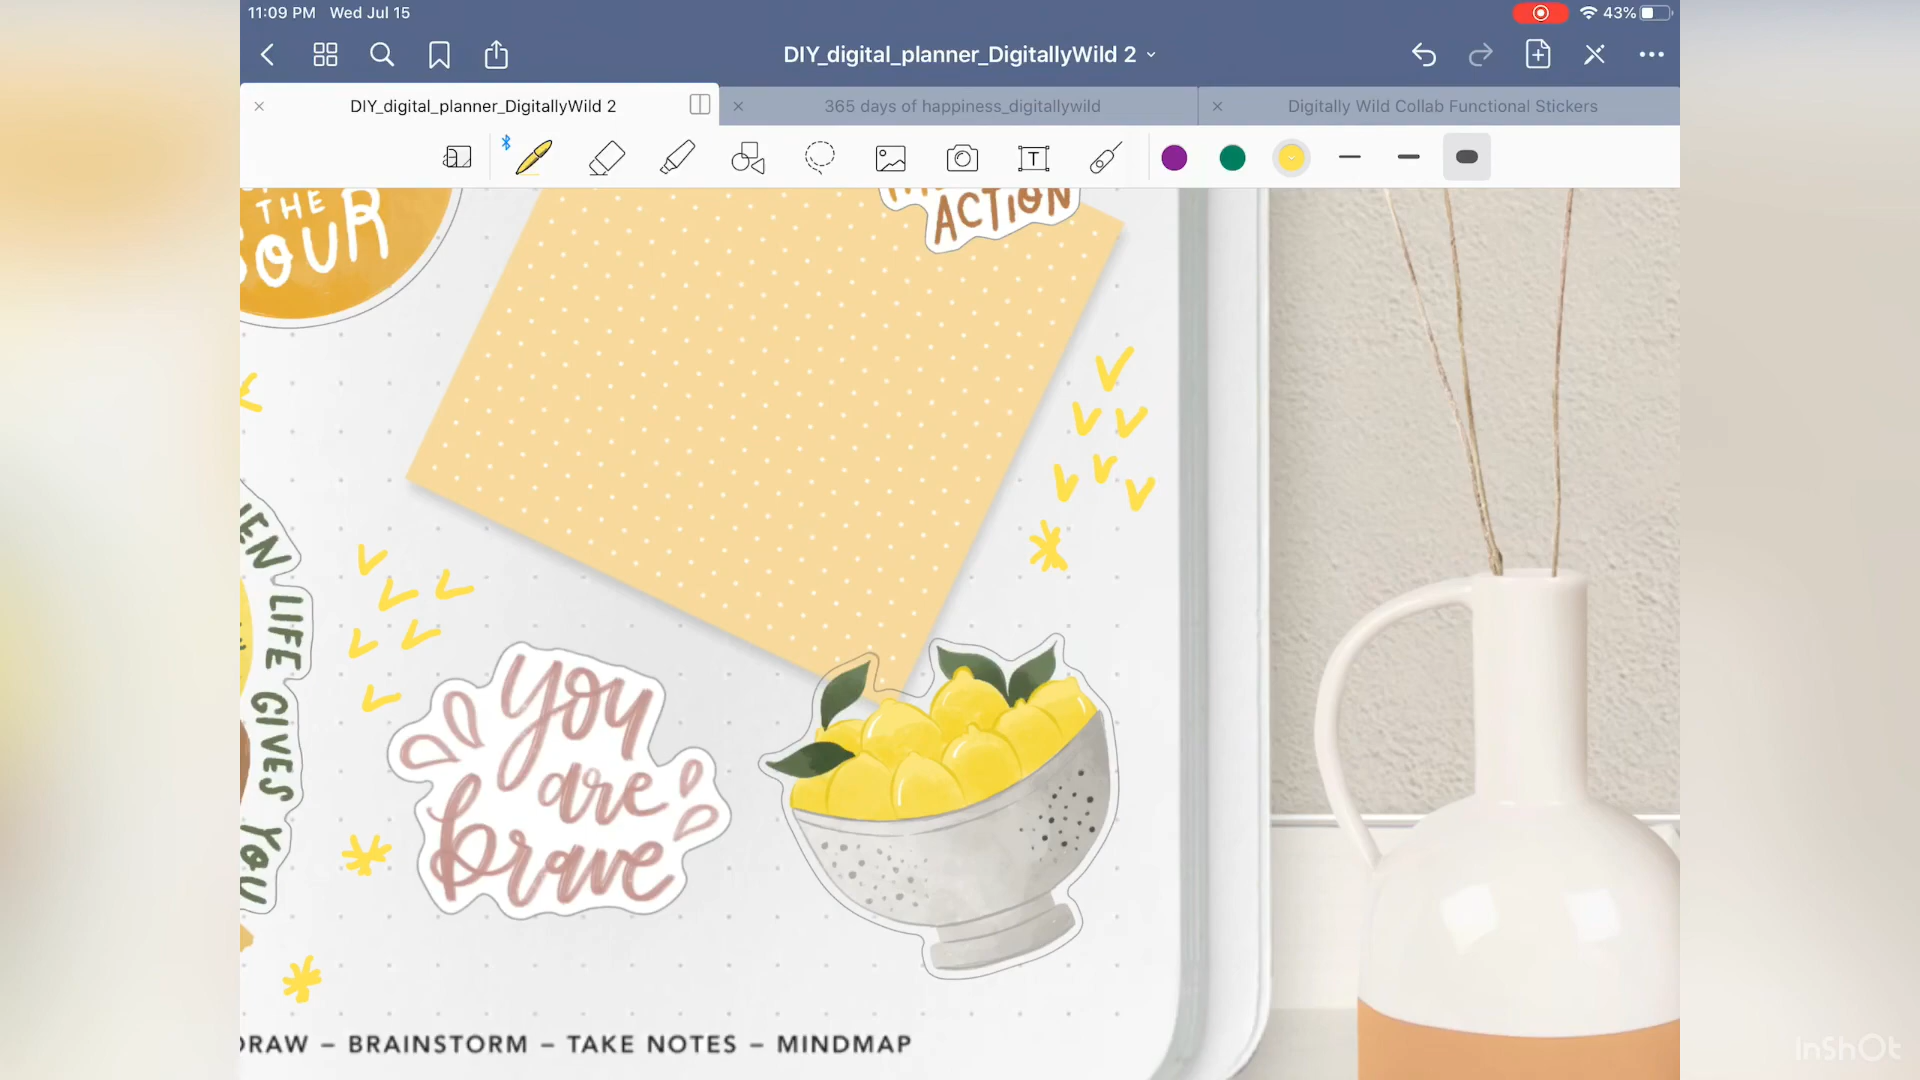 11:09 PM Wed Jul 15
43%
DIY_digital_planner_DigitallyWild 2
DIY_digital_planner_DigitallyWild 2
365 days of happiness_digitallywild
Digitally Wild Collab Functional Stickers
THE
SOUR
ACTION
LIFE GIVES YOU
you
are
brave
BRAINSTORM – TAKE NOTES – MINDMAP
InShOt